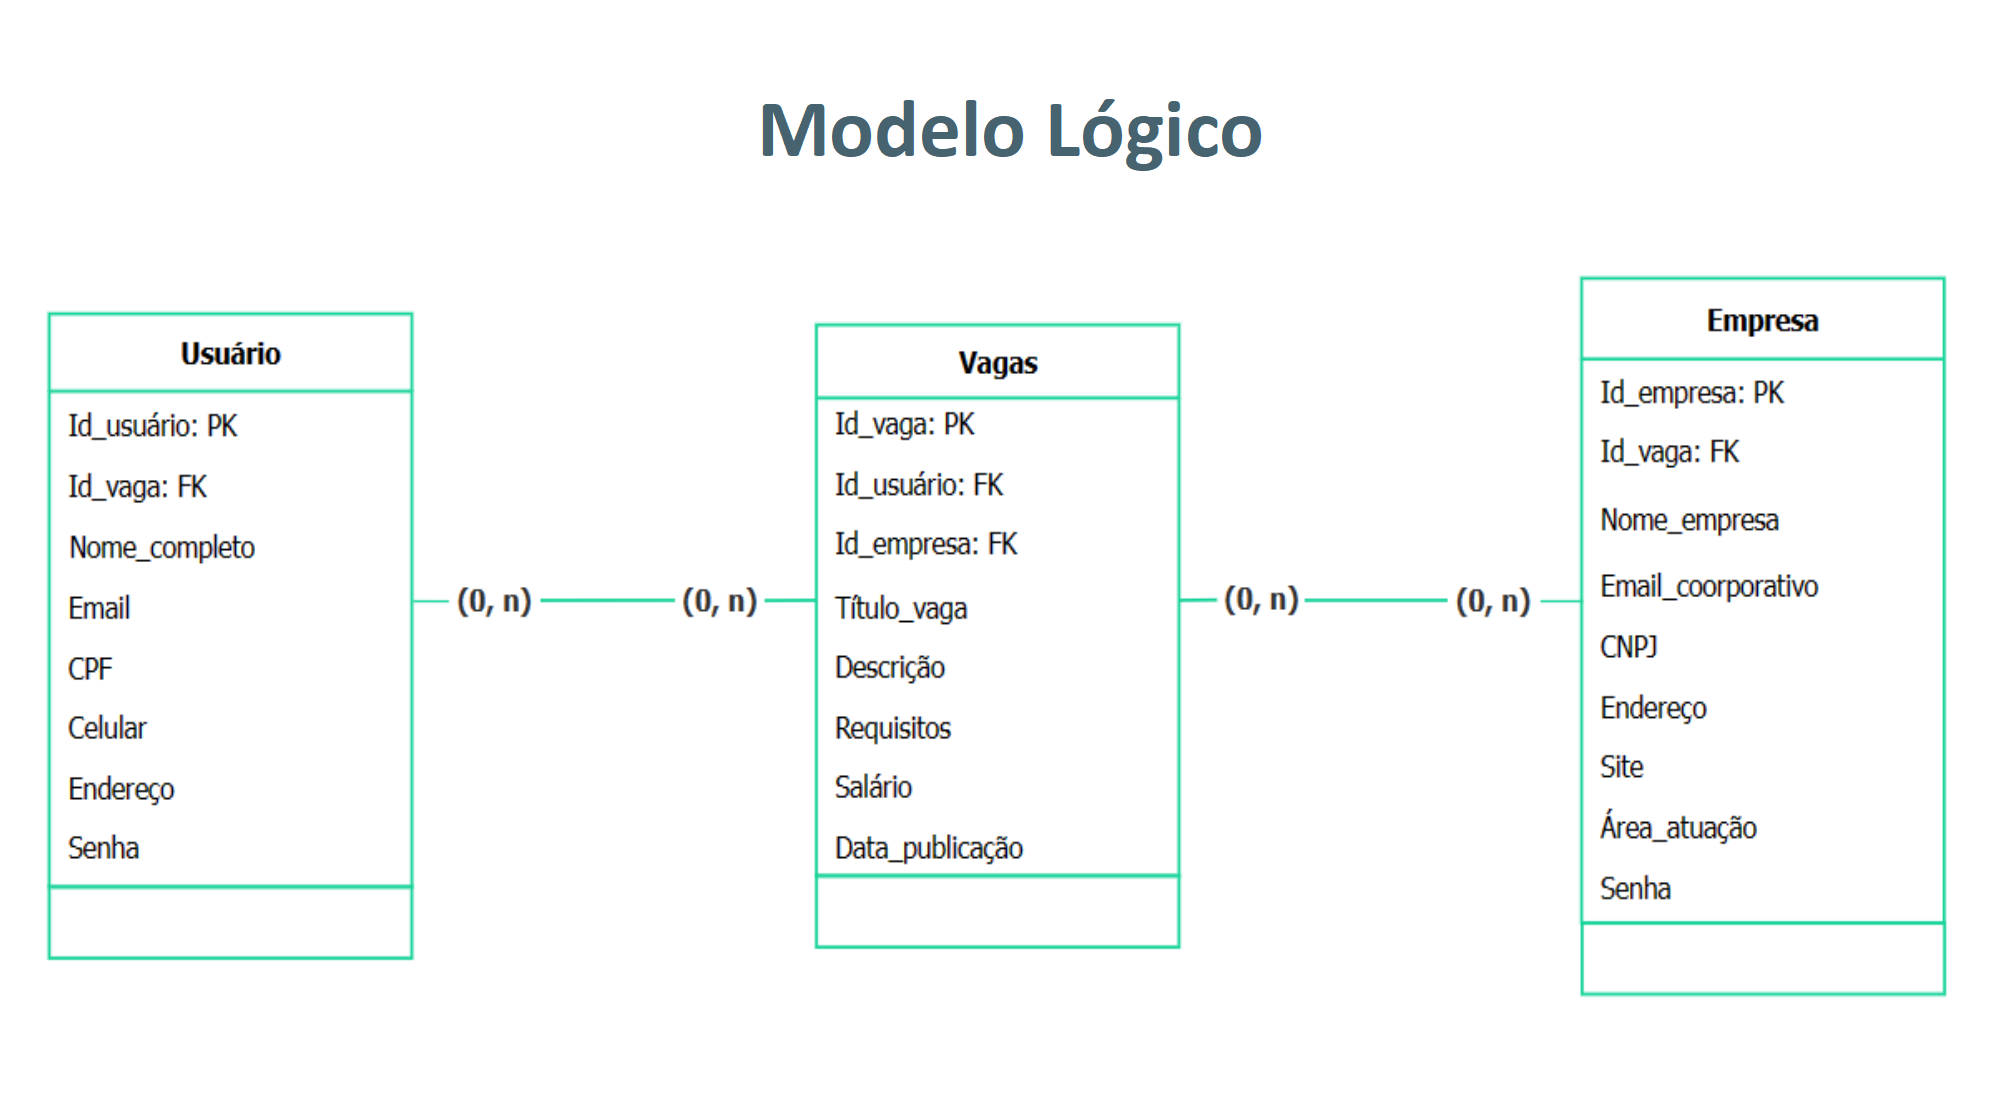 Modelo Lógico
Usuário
Id_usuário: PK
Id_vaga: FK
Nome_completo
Email
CPF
Celular
Endereço
Senha
(0, n)
(0, n)
Vagas
Id_vaga: PK
Id_usuário: FK
Id_empresa: FK
Título_vaga
Descrição
Requisitos
Salário
Data_publicação
(0, n)
(0, n)
Empresa
Id_empresa: PK
Id_vaga: FK
Nome_empresa
Email_coorporativo
CNPJ
Endereço
Site
Área_atuação
Senha